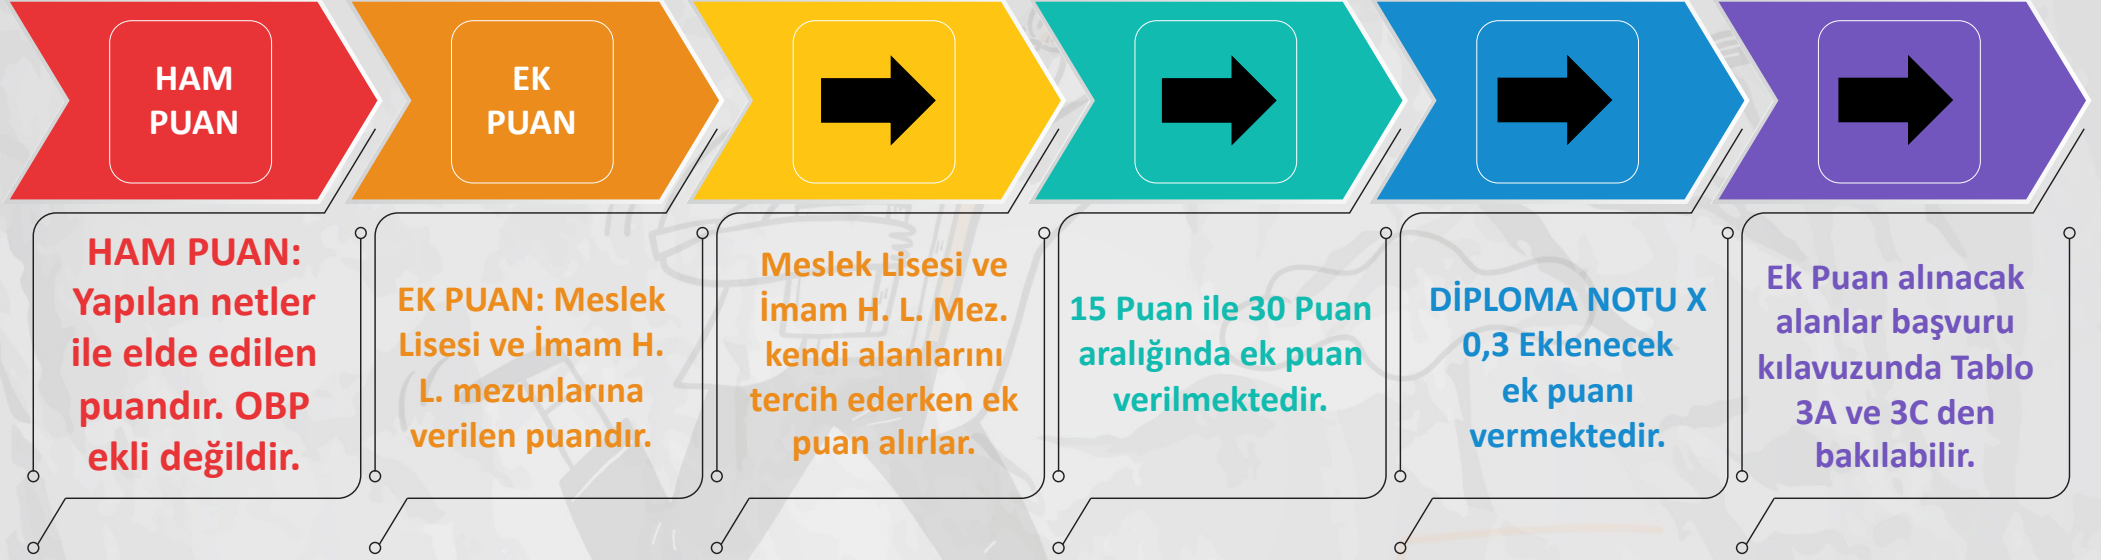 HAM
PUAN
EK
PUAN
HAM PUAN:
Yapılan netler
ile elde edilen
puandır. OBP
ekli değildir.
EK PUAN: Meslek
Lisesi ve İmam H.
L. mezunlarına
verilen puandır.
Meslek Lisesi ve
İmam H. L. Mez.
kendi alanlarını
tercih ederken ek
puan alırlar.
15 Puan ile 30 Puan
aralığında ek puan
verilmektedir.
DİPLOMA NOTU X
0,3 Eklenecek
ek puanı
vermektedir.
Ek Puan alınacak
alanlar başvuru
kılavuzunda Tablo
3A ve 3C den
bakılabilir.